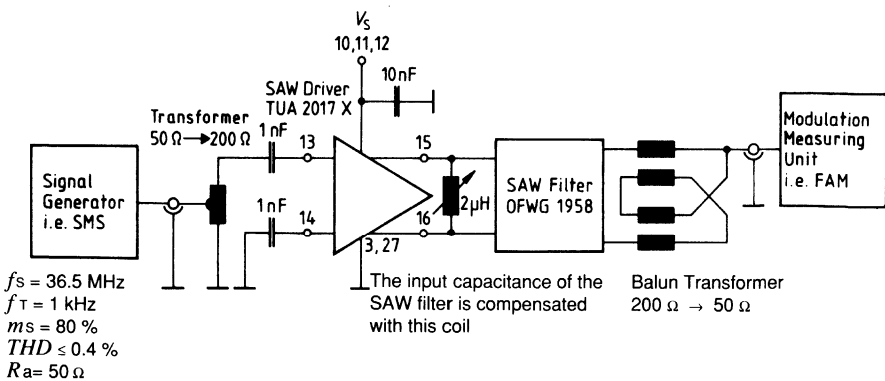 VS
10,11,12
10nF
SAW Driver
TUA 2017 X
Transformer
50 Ω → 200 Ω
1nF
13
15
Signal
Generator
i.e. SMS
1nF
14
16
2µH
3, 27
SAW Filter
OFWG 1958
Modulation
Measuring
Unit
i.e. FAM
fS = 36.5 MHz
fT = 1 kHz
mS = 80 %
THD ≤ 0.4 %
Ra= 50 Ω
The input capacitance of the
SAW filter is compensated
with this coil
Balun Transformer
200 Ω → 50 Ω